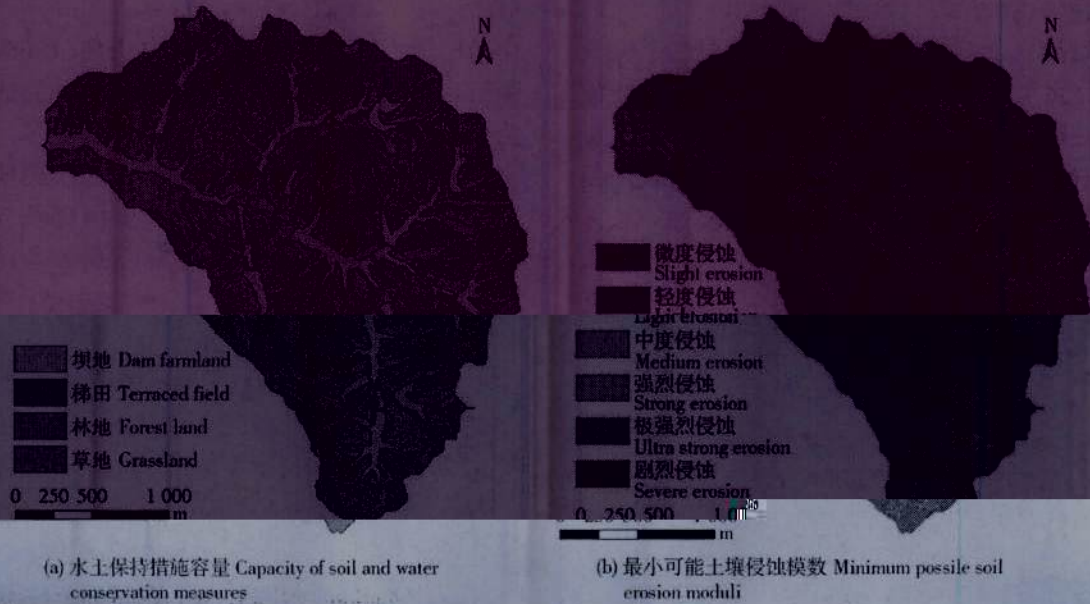 N
坝地 Dam farmland
梯田 Terraced field
林地 Forest land
草地 Grassland
0 250 500 1 000
m
(a) 水土保持措施容量 Capacity of soil and water
conservation measures
N
微度侵蚀
Slight erosion
轻度侵蚀
Light erosion
中度侵蚀
Medium erosion
强烈侵蚀
Strong erosion
极强烈侵蚀
Ultra strong erosion
剧烈侵蚀
Severe erosion
0 250 500
m
(b) 最小可能土壤侵蚀模数 Minimum possile soil
erosion moduli